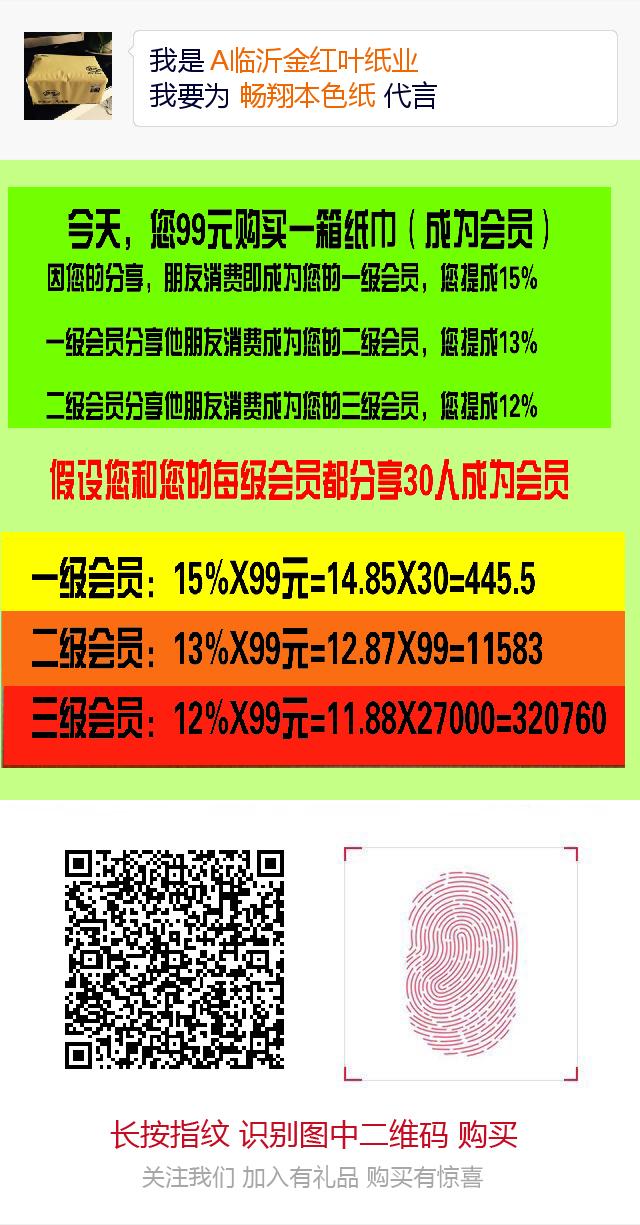 我是 A临沂金红叶纸业
我要为 畅翔本色纸 代言
今天，您99元购买一箱纸巾（成为会员）
因您的分享，朋友消费即成为您的一级会员，您提成15%
一级会员分享他朋友消费成为您的二级会员，您提成13%
二级会员分享他朋友消费成为您的三级会员，您提成12%
假设您和您的每级会员都分享30人成为会员
一级会员：15%X99元=14.85X30=445.5
二级会员：13%X99元=12.87X99=11583
三级会员：12%X99元=11.88X27000=320760
长按指纹 识别图中二维码 购买
关注我们 加入有礼品 购买有惊喜